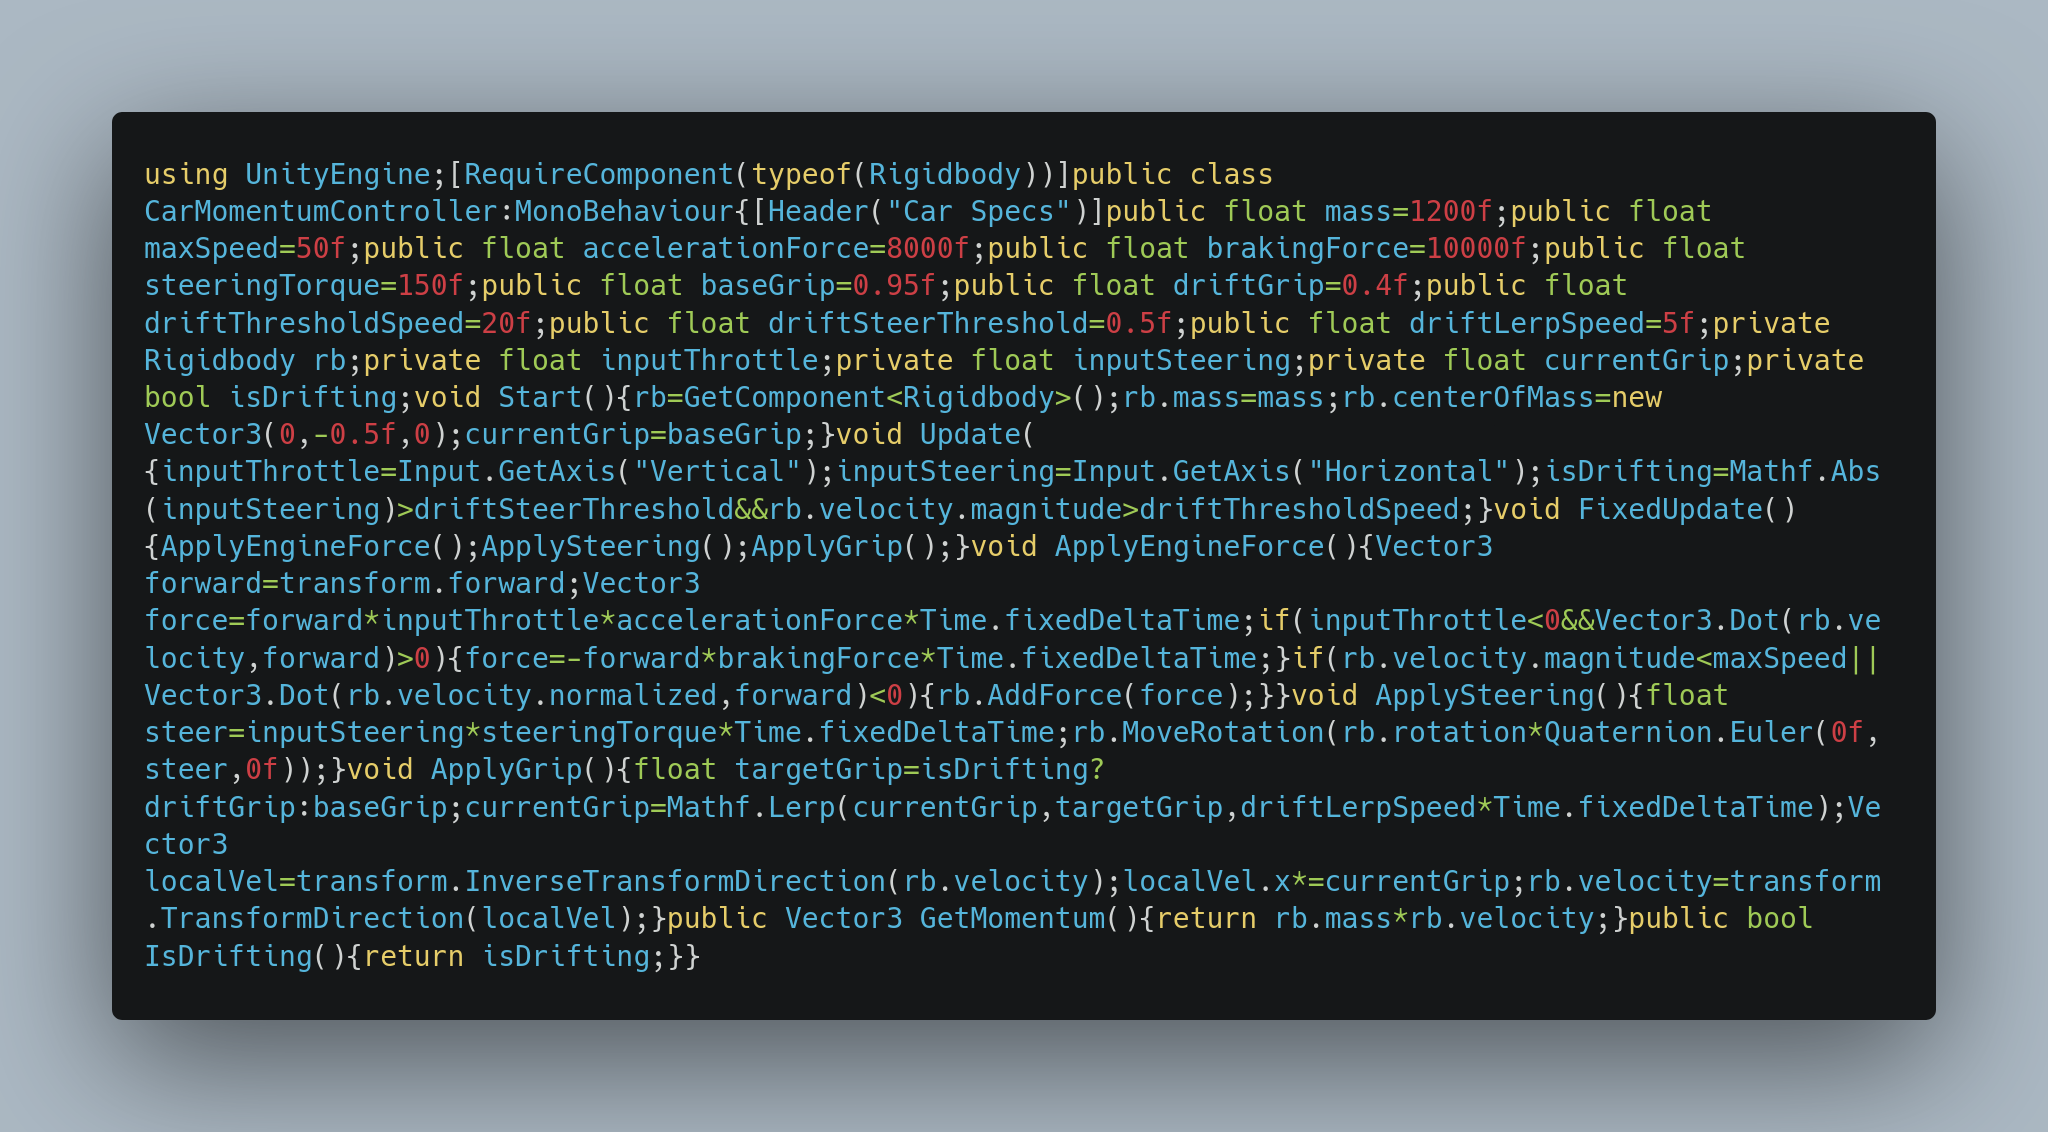 using UnityEngine;[RequireComponent(typeof(Rigidbody))]public class
CarMomentumController:MonoBehaviour{[Header("Car Specs")]public float mass=1200f;public float
maxSpeed=50f;public float accelerationForce=8000f;public float brakingForce=10000f;public float
steeringTorque=150f;public float baseGrip=0.95f;public float driftGrip=0.4f;public float
driftThresholdSpeed=20f;public float driftSteerThreshold=0.5f;public float driftLerpSpeed=5f;private
Rigidbody rb;private float inputThrottle;private float inputSteering;private float currentGrip;private
bool isDrifting;void Start(){rb=GetComponent<Rigidbody>();rb.mass=mass;rb.centerOfMass=new
Vector3(0,-0.5f,0);currentGrip=baseGrip;}void Update(
{inputThrottle=Input.GetAxis("Vertical");inputSteering=Input.GetAxis("Horizontal");isDrifting=Mathf.Abs
(inputSteering)>driftSteerThreshold&&rb.velocity.magnitude>driftThresholdSpeed;}void FixedUpdate()
{ApplyEngineForce();ApplySteering();ApplyGrip();}void ApplyEngineForce(){Vector3
forward=transform.forward;Vector3
force=forward*inputThrottle*accelerationForce*Time.fixedDeltaTime;if(inputThrottle<0&&Vector3.Dot(rb.ve
locity,forward)>0){force=-forward*brakingForce*Time.fixedDeltaTime;}if(rb.velocity.magnitude<maxSpeed||
Vector3.Dot(rb.velocity.normalized,forward)<0){rb.AddForce(force);}}void ApplySteering(){float
steer=inputSteering*steeringTorque*Time.fixedDeltaTime;rb.MoveRotation(rb.rotation*Quaternion.Euler(0f,
steer,0f));}void ApplyGrip(){float targetGrip=isDrifting?
driftGrip:baseGrip;currentGrip=Mathf.Lerp(currentGrip,targetGrip,driftLerpSpeed*Time.fixedDeltaTime);Ve
ctor3
localVel=transform.InverseTransformDirection(rb.velocity);localVel.x*=currentGrip;rb.velocity=transform
.TransformDirection(localVel);}public Vector3 GetMomentum(){return rb.mass*rb.velocity;}public bool
IsDrifting(){return isDrifting;}}